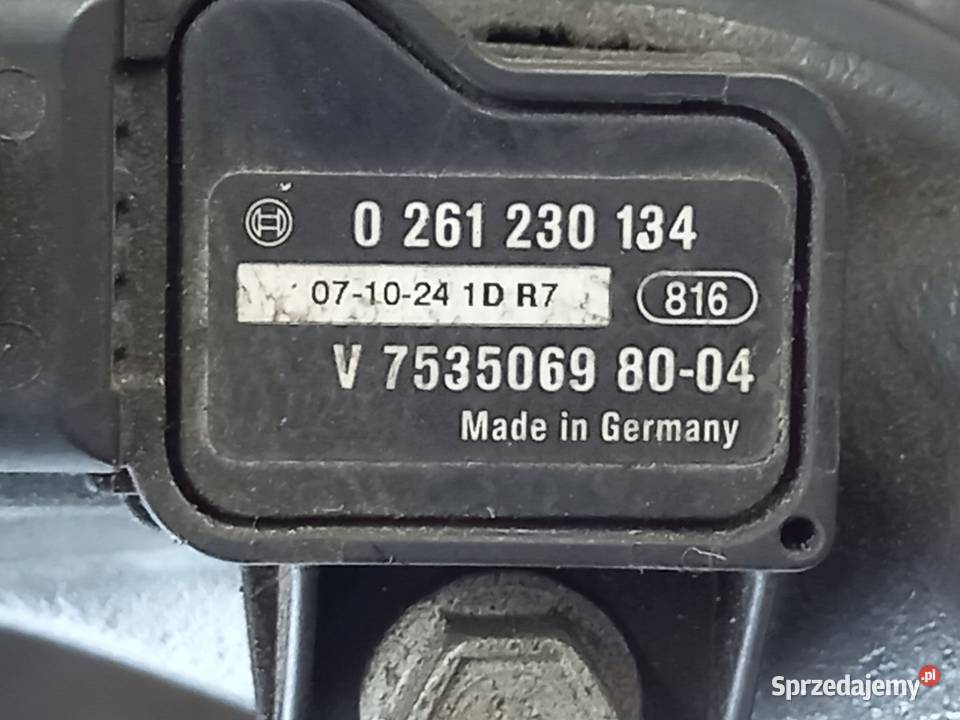 0 261 230 134
07-10-24 1D R7
816
V 7535069 80-04
Made in Germany
Sprzedajemy.pl